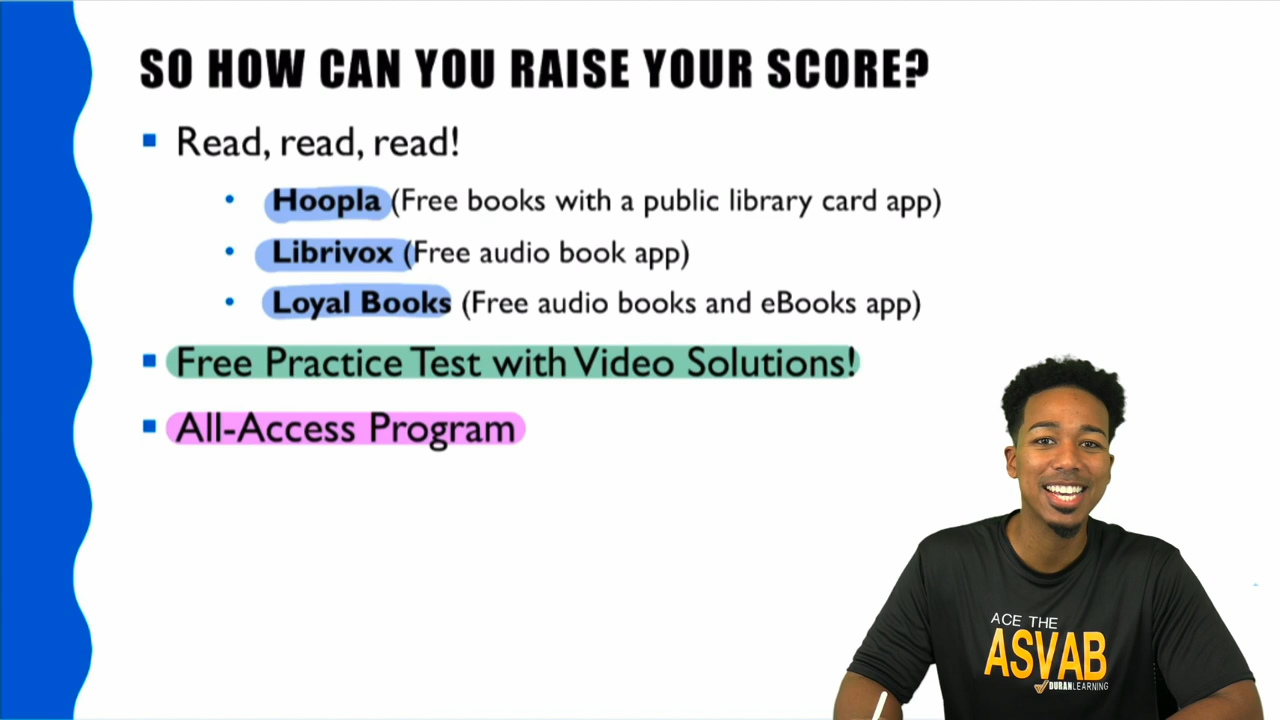 SO HOW CAN YOU RAISE YOUR SCORE?
Read, read, read!
Hoopla (Free books with a public library card app)
Librivox (Free audio book app)
Loyal Books (Free audio books and eBooks app)
Free Practice Test with Video Solutions!
All-Access Program
ACE THE
ASVAB
DURANLEARNING